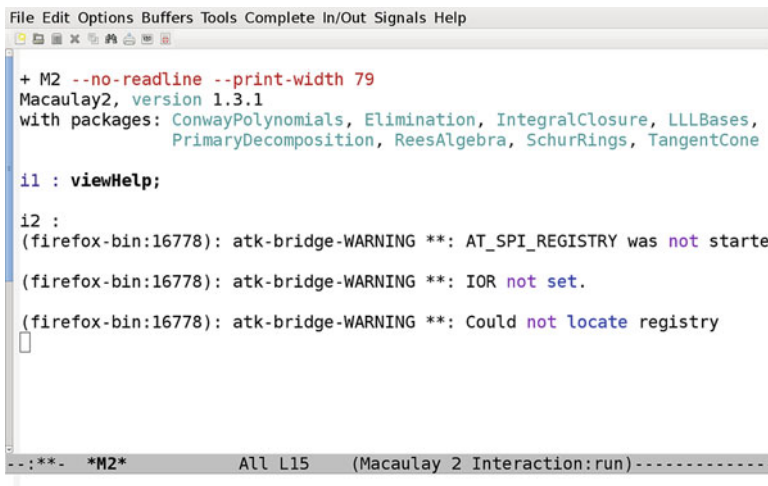 File Edit Options Buffers Tools Complete In/Out Signals Help
+ M2 --no-readline --print-width 79
Macaulay2, version 1.3.1
with packages: ConwayPolynomials, Elimination, IntegralClosure, LLLBases,
PrimaryDecomposition, ReesAlgebra, SchurRings, TangentCone
i1 : viewHelp;
i2 :
(firefox-bin:16778): atk-bridge-WARNING **: AT_SPI_REGISTRY was not starte
(firefox-bin:16778): atk-bridge-WARNING **: IOR not set.
(firefox-bin:16778): atk-bridge-WARNING **: Could not locate registry
--:**- *M2* All L15 (Macaulay 2 Interaction:run)-------------